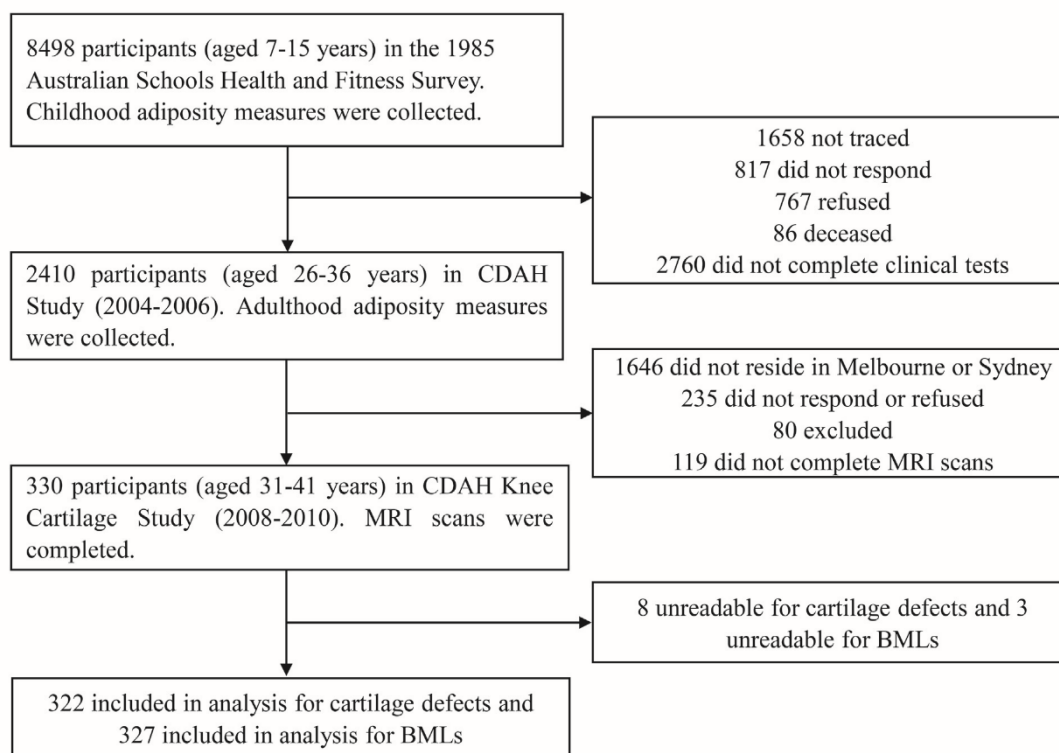 8498 participants (aged 7-15 years) in the 1985
Australian Schools Health and Fitness Survey.
Childhood adiposity measures were collected.
1658 not traced
817 did not respond
767 refused
86 deceased
2760 did not complete clinical tests
2410 participants (aged 26-36 years) in CDAH
Study (2004-2006). Adulthood adiposity measures
were collected.
1646 did not reside in Melbourne or Sydney
235 did not respond or refused
80 excluded
119 did not complete MRI scans
330 participants (aged 31-41 years) in CDAH Knee
Cartilage Study (2008-2010). MRI scans were
completed.
8 unreadable for cartilage defects and 3
unreadable for BMLs
322 included in analysis for cartilage defects and
327 included in analysis for BMLs